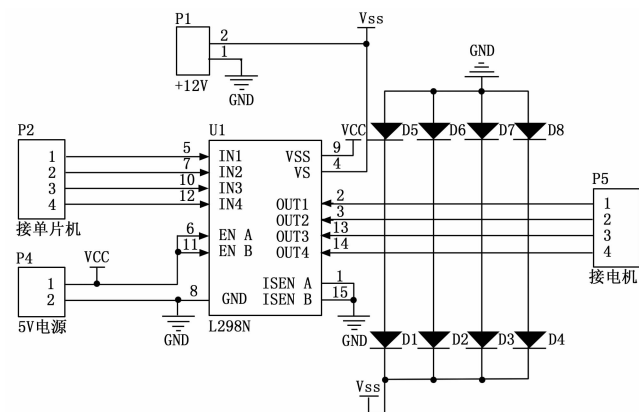 P1
2
1
+12V
GND
Vss
GND
D5
D6
D7
D8
P2
1
2
3
4
接单片机
5
7
10
12
U1
IN1
IN2
IN3
IN4
VSS
VS
9
4
VCC
OUT1
OUT2
OUT3
OUT4
2
3
13
14
P5
1
2
3
4
接电机
6
11
EN A
EN B
VCC
P4
1
2
5V电源
8
GND
GND
ISEN A
ISEN B
1
15
GND
L298N
D1
D2
D3
D4
Vss